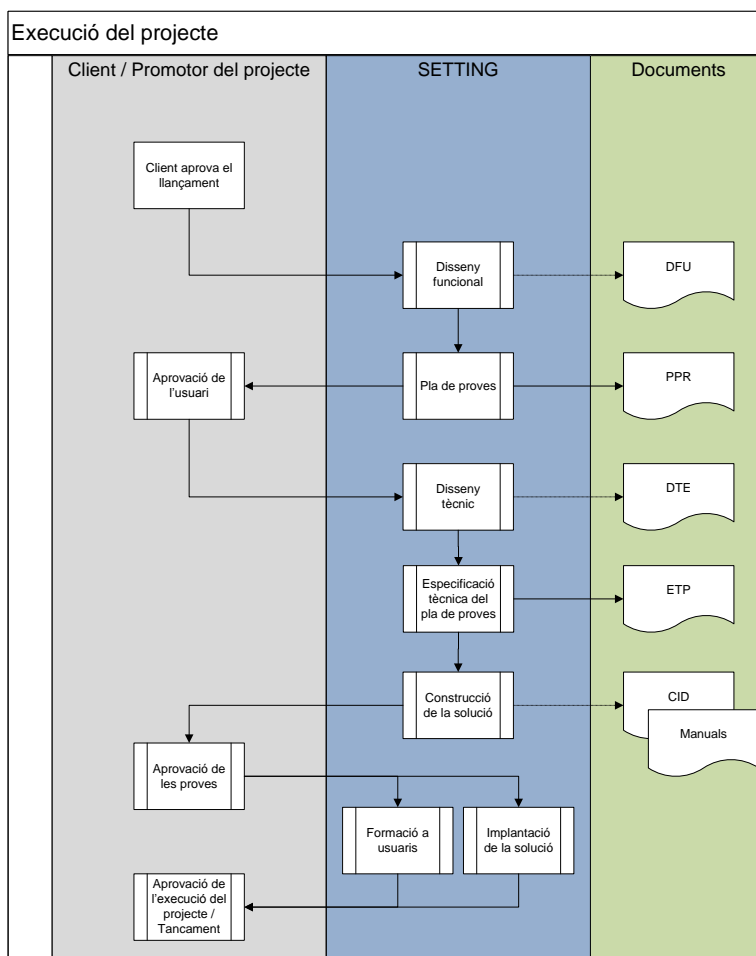 Execució del projecte
Client / Promotor del projecte
SETTING
Documents
Client aprova el
llançament
Disseny
funcional
DFU
Aprovació de
l'usuari
Pla de proves
PPR
Disseny
tècnic
DTE
Especificació
tècnica del
pla de proves
ETP
Construcció
de la solució
CID
Manuals
Aprovació de
les proves
Formació a
usuaris
Implantació
de la solució
Aprovació de
l'execució del
projecte /
Tancament